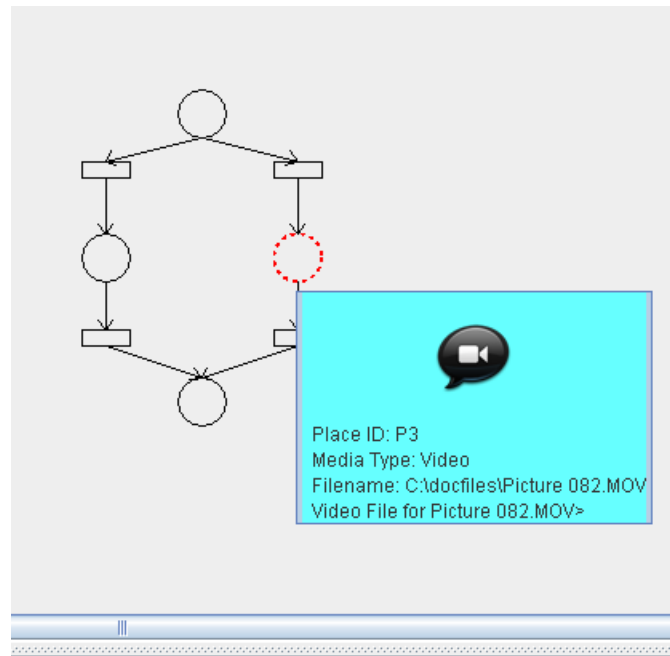 Place ID: P3
Media Type: Video
Filename: C:\docfiles\Picture 082.MOV
Video File for Picture 082.MOV>